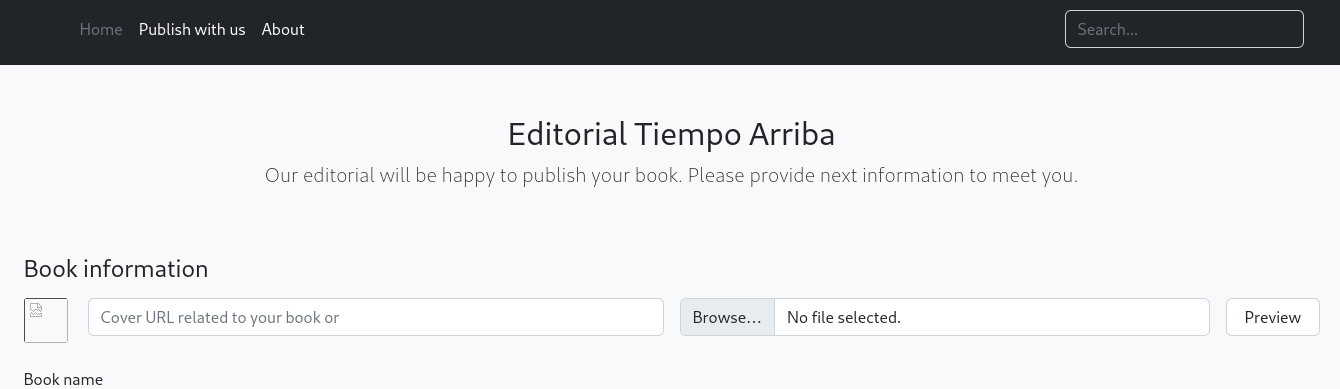 Home Publish with us About Search...
Editorial Tiempo Arriba
Our editorial will be happy to publish your book. Please provide next information to meet you.
Book information
Cover URL related to your book or Browse... No file selected. Preview
Book name